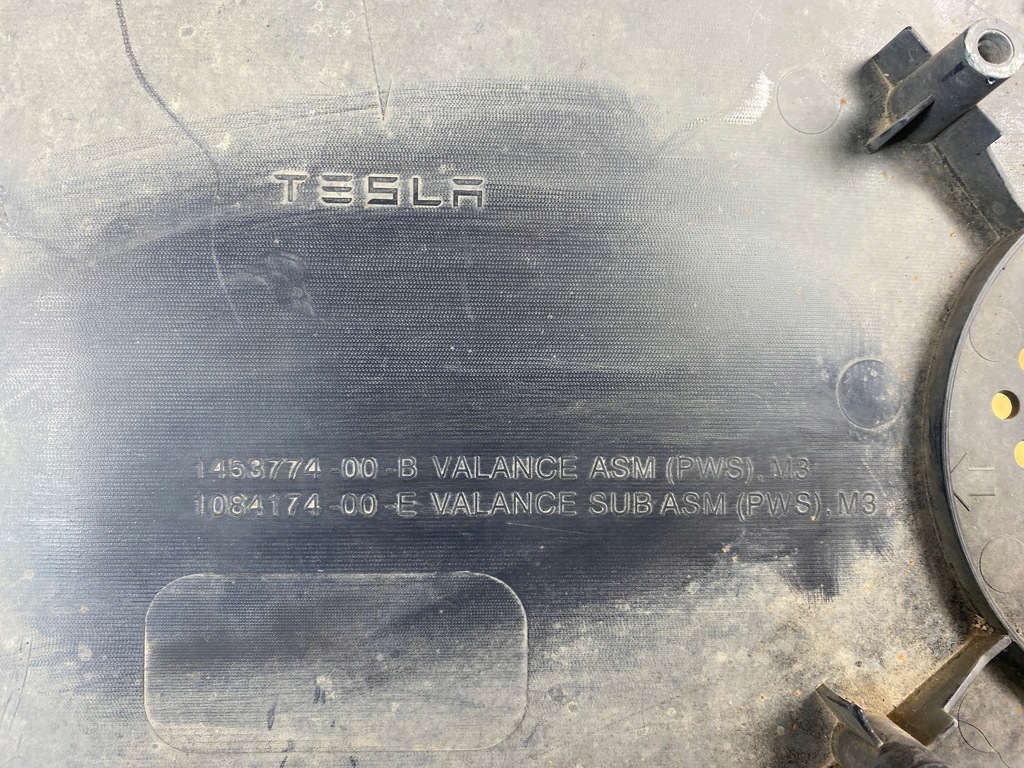 TESLA
1453774-00-B VALANCE ASM (PWS), M3
1084174-00-E VALANCE SUB ASM (PWS), M3